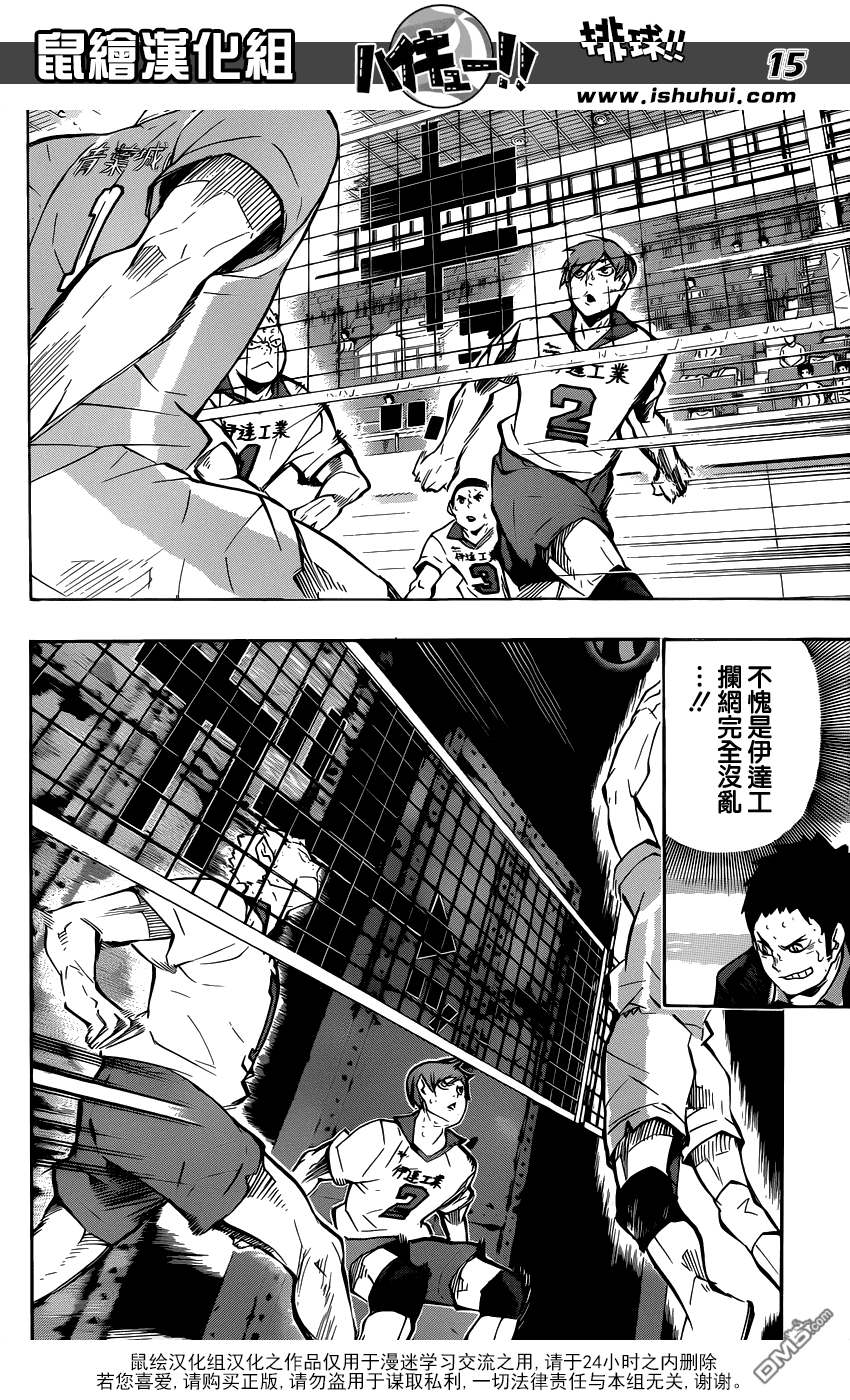 鼠繪漢化組
ハイキュー!!
排球!!
15
www.ishuhui.com
青葉城
1
伊達工業
2
伊達工業
1
伊達工
3
不愧是伊達工
攔網完全沒亂
…!!
伊達工業
2
鼠绘汉化组汉化之作品仅用于漫迷学习交流之用, 请于24小时之内删除
若您喜爱, 请购买正版, 请勿盗用于谋取私利, 一切法律责任与本组无关, 谢谢.
DM5.com